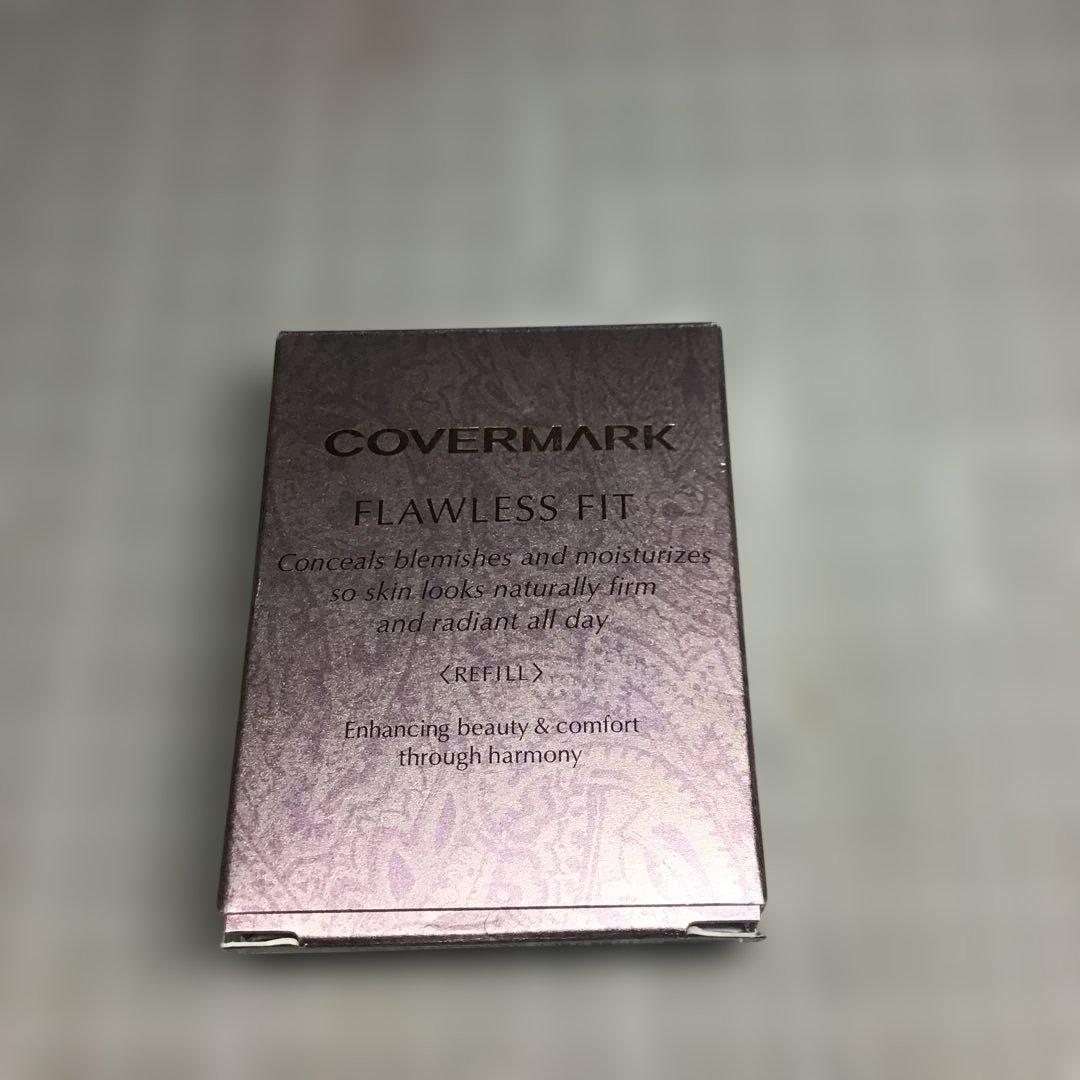 COVERMARK
FLAWLESS FIT
Conceals blemishes and moisturizes
so skin looks naturally firm
and radiant all day
〈REFILL〉
Enhancing beauty & comfort
through harmony